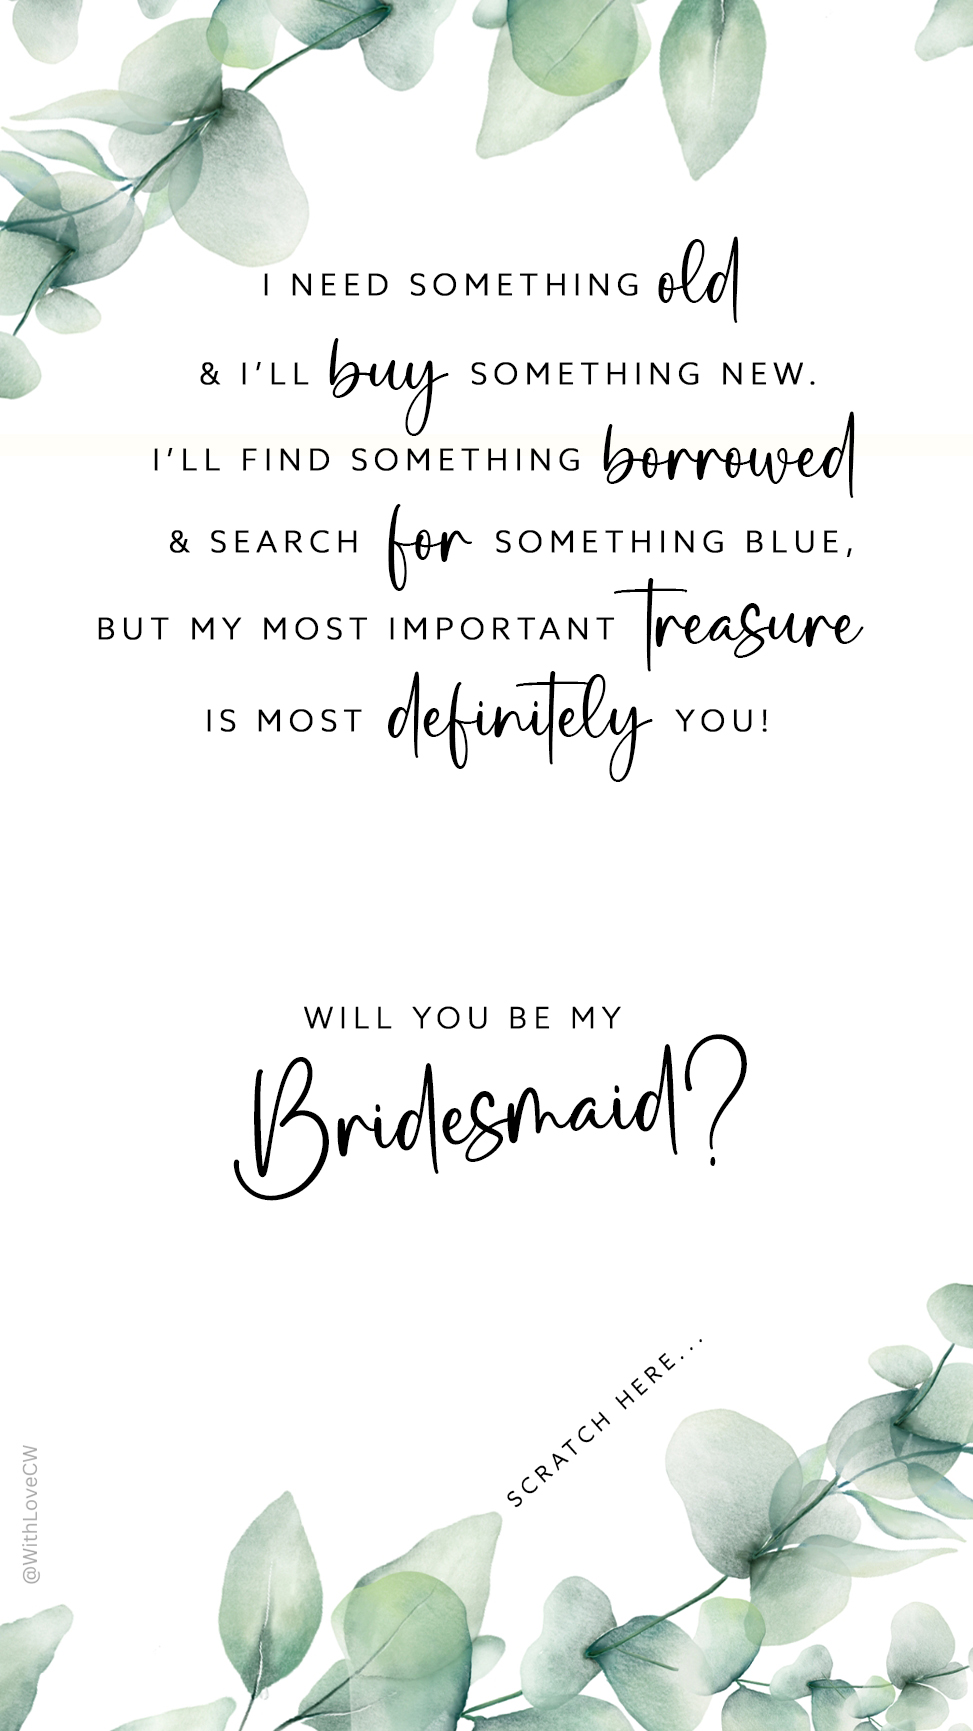 I NEED SOMETHING old
& I'LL buy SOMETHING NEW.
I'LL FIND SOMETHING borrowed
& SEARCH for SOMETHING BLUE,
BUT MY MOST IMPORTANT treasure
IS MOST definitely YOU!
WILL YOU BE MY
Bridesmaid?
SCRATCH HERE...
@WithLoveCW